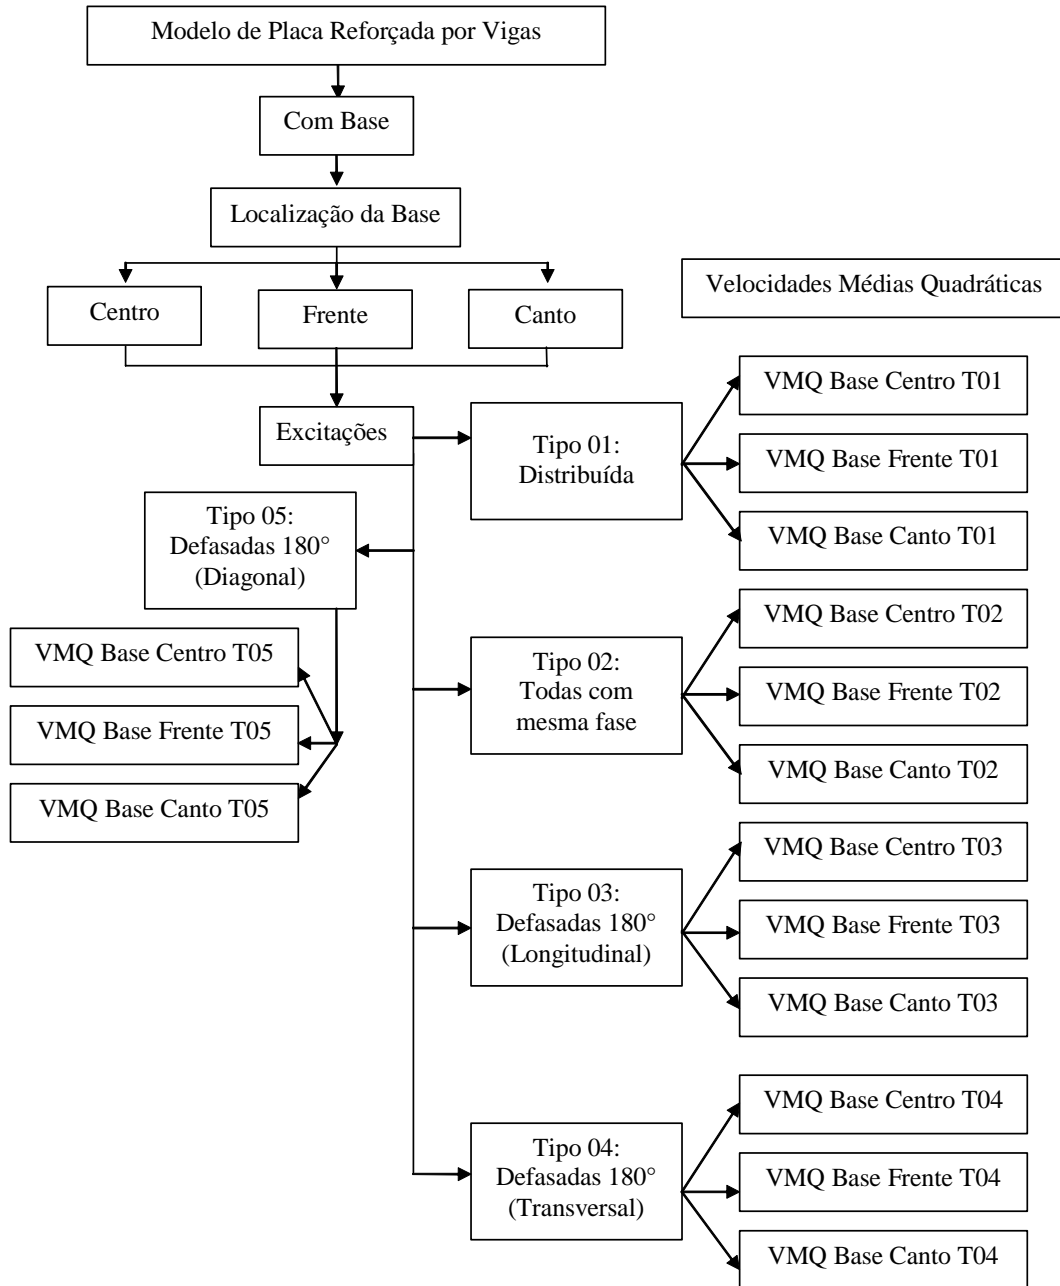 Modelo de Placa Reforçada por Vigas
Com Base
Localização da Base
Centro
Frente
Canto
Velocidades Médias Quadráticas
Excitações
Tipo 01:
Distribuída
VMQ Base Centro T01
VMQ Base Frente T01
VMQ Base Canto T01
Tipo 05:
Defasadas 180°
(Diagonal)
VMQ Base Centro T05
VMQ Base Frente T05
VMQ Base Canto T05
Tipo 02:
Todas com
mesma fase
VMQ Base Centro T02
VMQ Base Frente T02
VMQ Base Canto T02
Tipo 03:
Defasadas 180°
(Longitudinal)
VMQ Base Centro T03
VMQ Base Frente T03
VMQ Base Canto T03
Tipo 04:
Defasadas 180°
(Transversal)
VMQ Base Centro T04
VMQ Base Frente T04
VMQ Base Canto T04